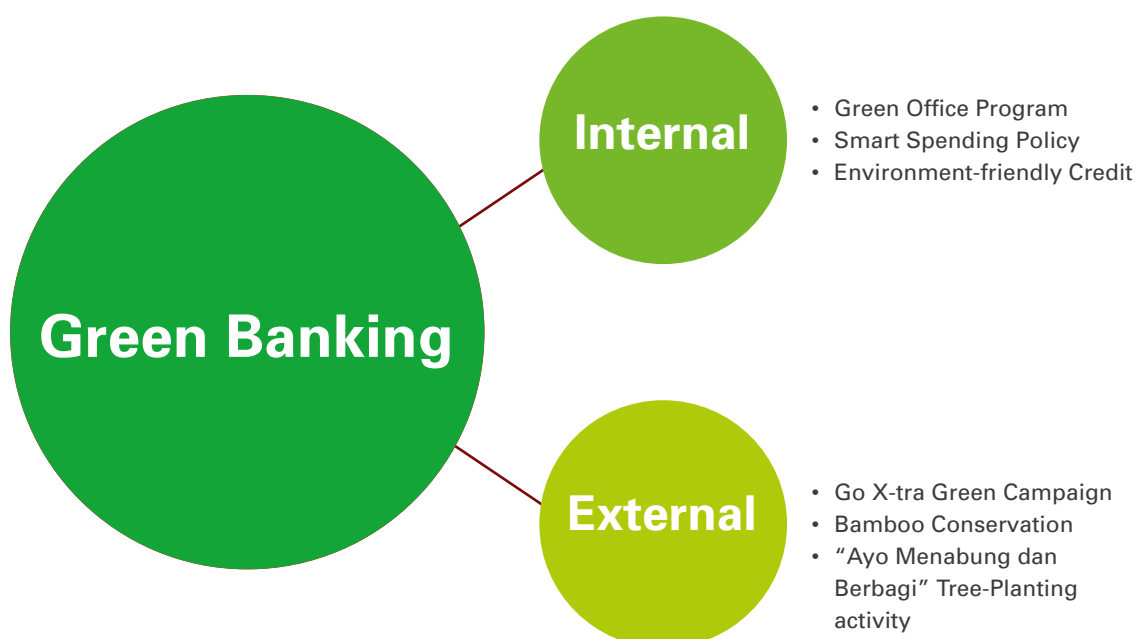 Green Banking
Internal
• Green Office Program
• Smart Spending Policy
• Environment-friendly Credit
External
• Go X-tra Green Campaign
• Bamboo Conservation
• “Ayo Menabung dan
Berbagi” Tree-Planting
activity